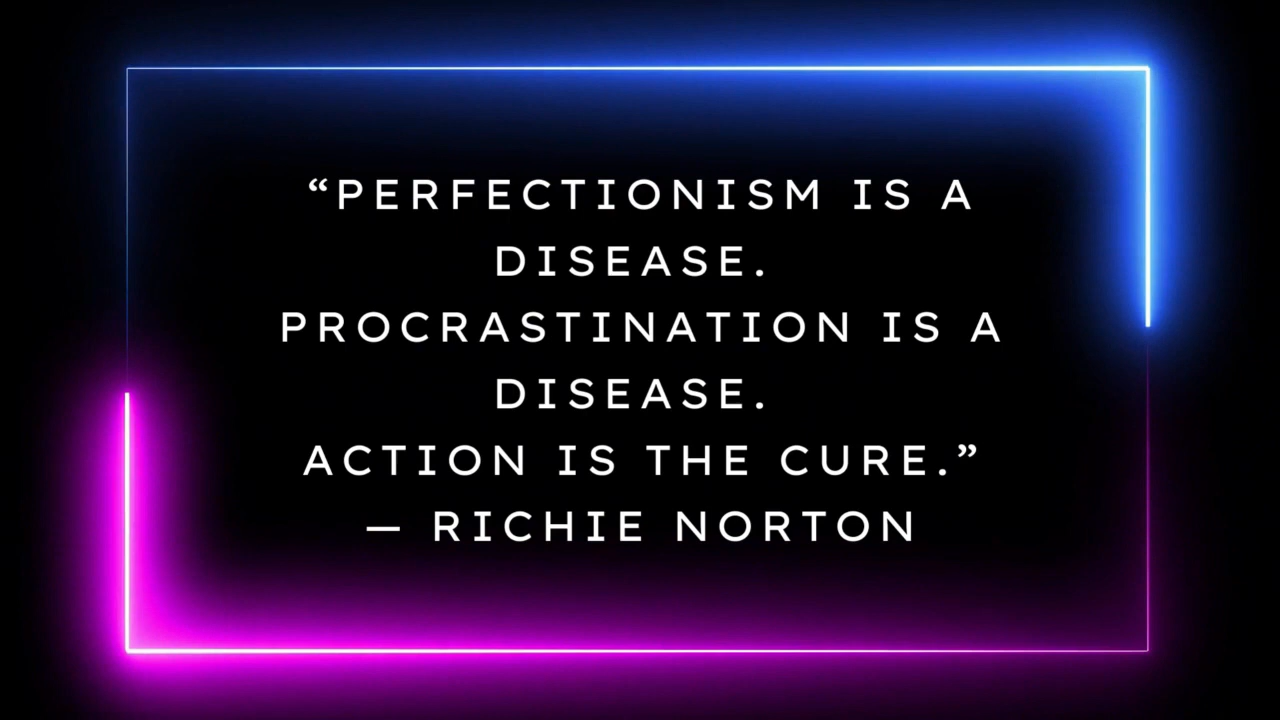 “PERFECTIONISM IS A
DISEASE.
PROCRASTINATION IS A
DISEASE.
ACTION IS THE CURE.”
— RICHIE NORTON